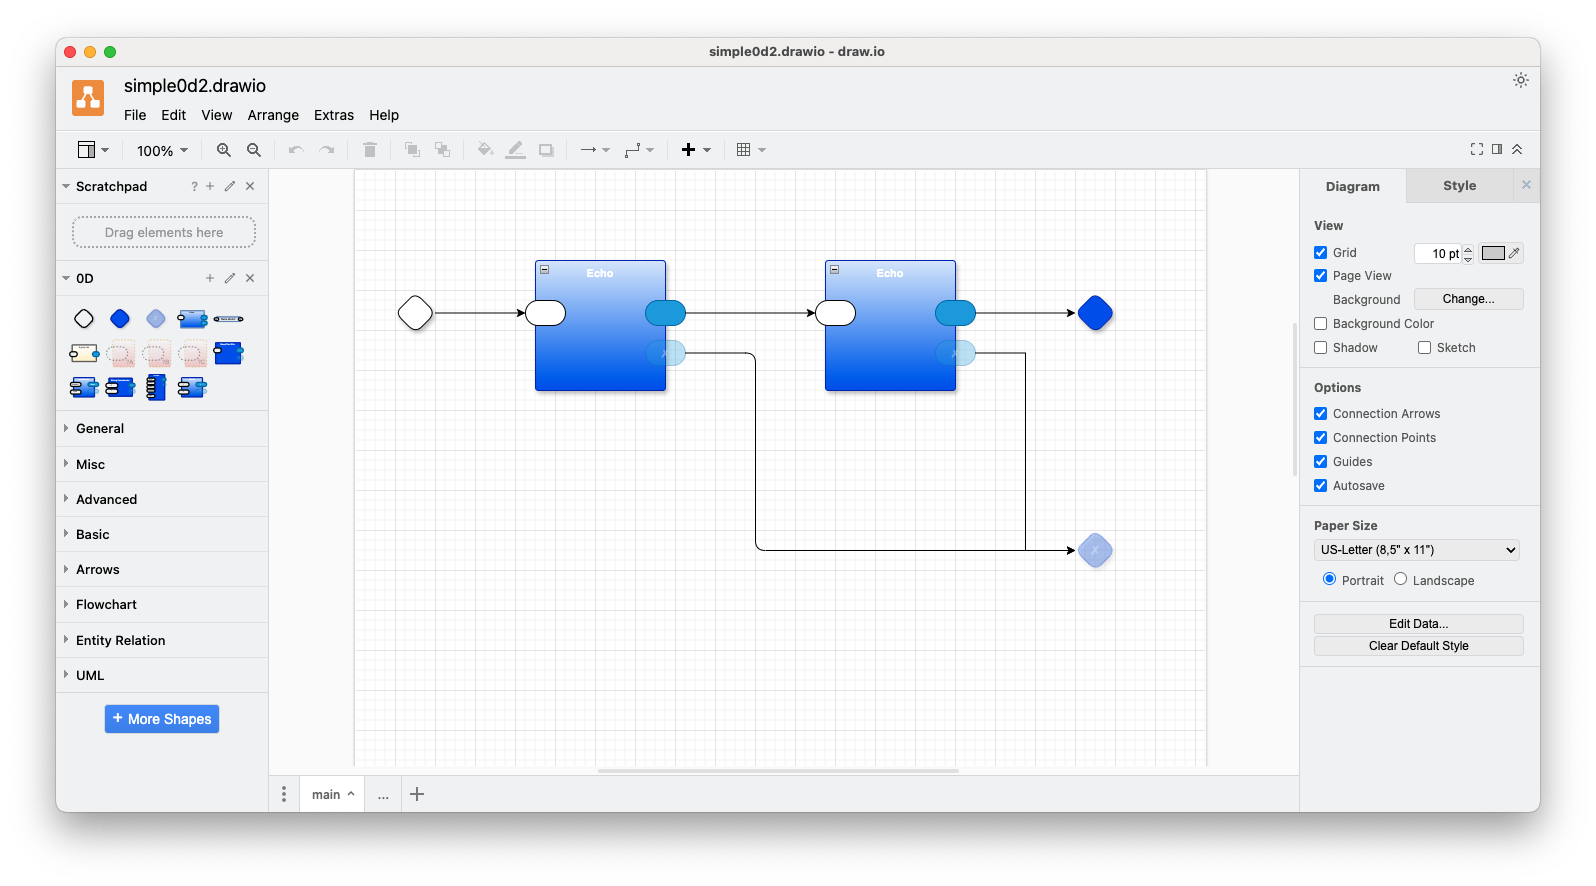 simple0d2.drawio - draw.io
simple0d2.drawio
File Edit View Arrange Extras Help
100%
Scratchpad ?
Drag elements here
0D
General
Misc
Advanced
Basic
Arrows
Flowchart
Entity Relation
UML
+ More Shapes
Echo
Echo
x
x
x
main
...
Diagram Style
View
Grid 10 pt
Page View
Background Change...
Background Color
Shadow Sketch
Options
Connection Arrows
Connection Points
Guides
Autosave
Paper Size
US-Letter (8,5" x 11")
Portrait Landscape
Edit Data...
Clear Default Style